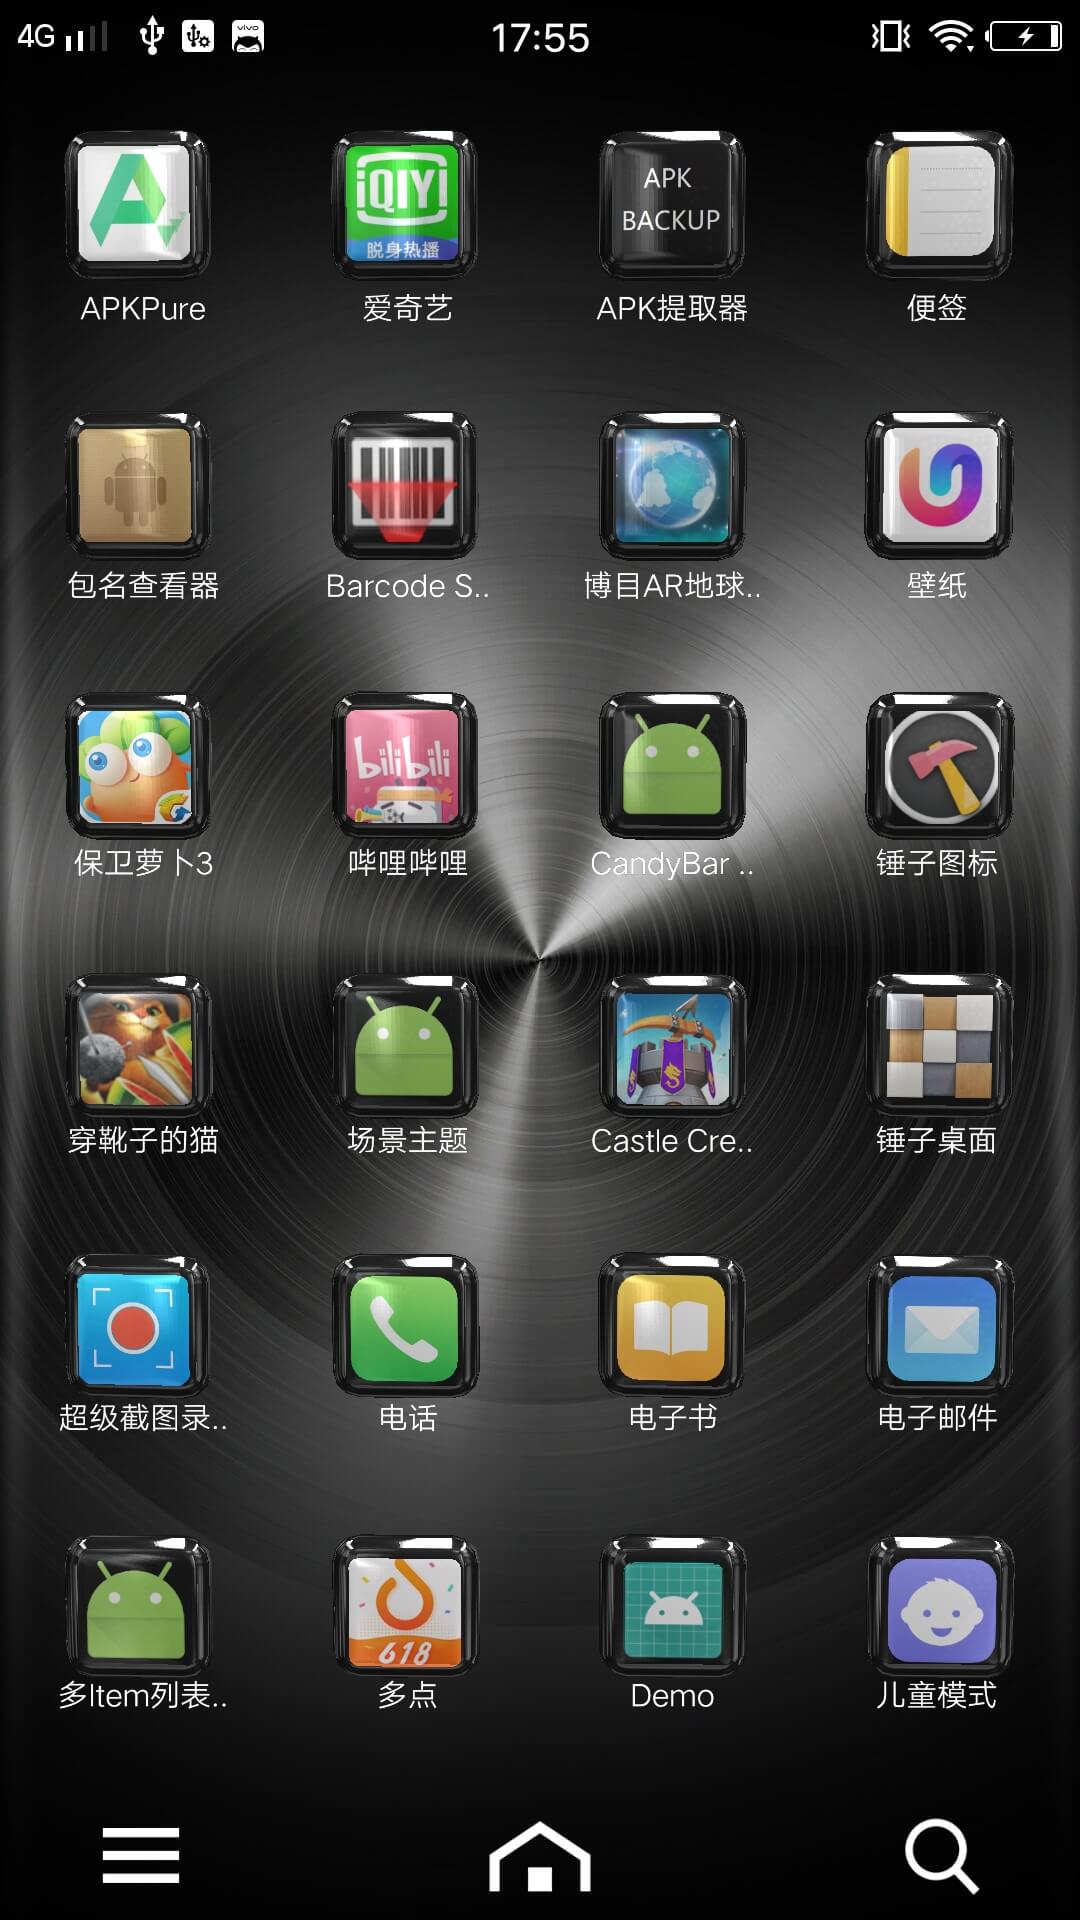 4G
vivo
17:55
iQIYI
脱身热播
APK
BACKUP
APKPure
爱奇艺
APK提取器
便签
包名查看器
Barcode S..
博目AR地球..
壁纸
bilibili
保卫萝卜3
哔哩哔哩
CandyBar ..
锤子图标
穿靴子的猫
场景主题
Castle Cre..
锤子桌面
超级截图录..
电话
电子书
电子邮件
618
多Item列表..
多点
Demo
儿童模式